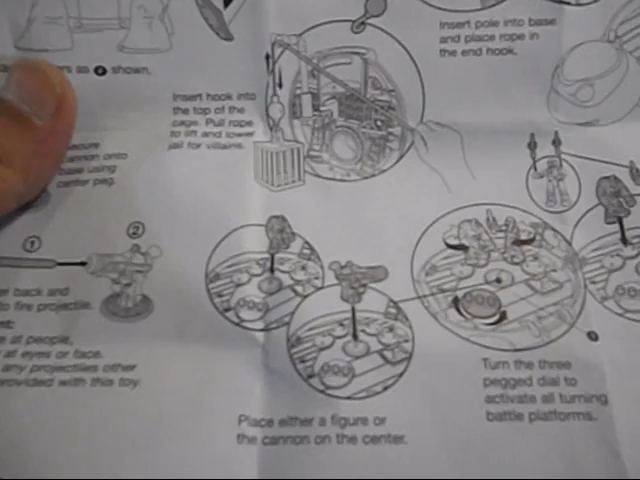 Insert pole into base
and place rope in
the end hook.
as shown.
Insert hook into
the top of the
cage. Pull rope
to lift and lower
jail for villains.
secure
cannon onto
base using
center peg.
1
2
back and
to fire projectile.
at people,
at eyes or face.
any projectiles other
provided with this toy.
Turn the three
pegged dial to
activate all turning
battle platforms.
Place either a figure or
the cannon on the center.